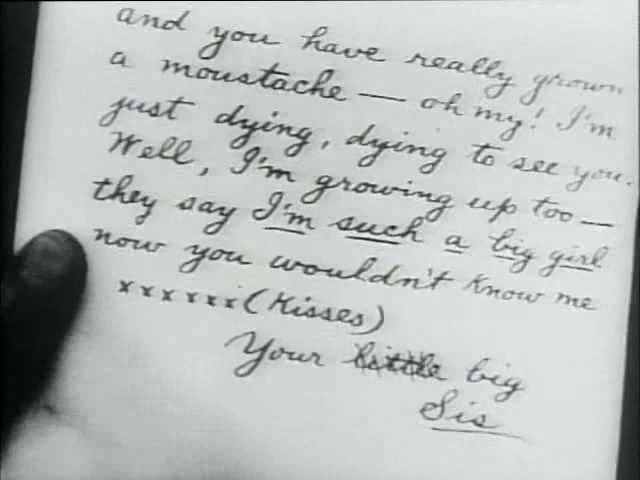 and you have really grown
a moustache — oh my! I'm
just dying, dying to see you.
Well, I'm growing up too —
they say I'm such a big girl
now you wouldn't know me
xxxxxx (Kisses)
Your little big
Sis